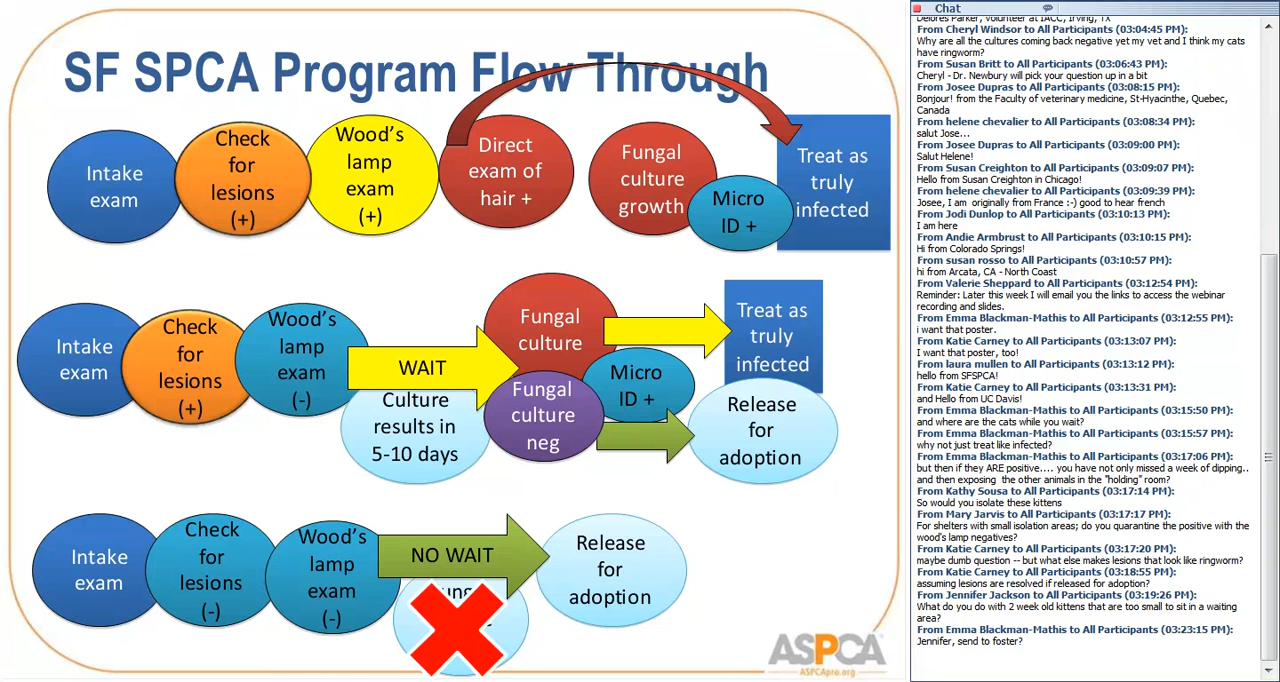 SF SPCA Program Flow Through
Intake
exam
Check
for
lesions
(+)
Wood's
lamp
exam
(+)
Direct
exam of
hair +
Fungal
culture
growth
Micro
ID +
Treat as
truly
infected
Intake
exam
Check
for
lesions
(+)
Wood's
lamp
exam
(-)
WAIT
Culture
results in
5-10 days
Fungal
culture
Fungal
culture
neg
Micro
ID +
Treat as
truly
infected
Release
for
adoption
Intake
exam
Check
for
lesions
(-)
Wood's
lamp
exam
(-)
NO WAIT
Release
for
adoption
ASPCA
ASPCApro.org
Chat
Delores Parker, volunteer at IACC, Irving, TX
From Cheryl Windsor to All Participants (03:04:45 PM):
Why are all the cultures coming back negative yet my vet and I think my cats
have ringworm?
From Susan Britt to All Participants (03:06:43 PM):
Cheryl - Dr. Newbury will pick your question up in a bit
From Josee Dupras to All Participants (03:08:15 PM):
Bonjour! from the Faculty of veterinary medicine, St-Hyacinthe, Quebec,
Canada
From helene chevalier to All Participants (03:08:34 PM):
salut Jose...
From Josee Dupras to All Participants (03:09:00 PM):
Salut Helene!
From Susan Creighton to All Participants (03:09:07 PM):
Hello from Susan Creighton in Chicago!
From helene chevalier to All Participants (03:09:39 PM):
Josee, I am originally from France :-) good to hear french
From Jodi Dunlop to All Participants (03:10:13 PM):
I am here
From Andie Armbrust to All Participants (03:10:15 PM):
Hi from Colorado Springs!
From susan rosso to All Participants (03:10:57 PM):
hi from Arcata, CA - North Coast
From Valerie Sheppard to All Participants (03:12:54 PM):
Reminder: Later this week I will email you the links to access the webinar
recording and slides.
From Emma Blackman-Mathis to All Participants (03:12:55 PM):
i want that poster.
From Katie Carney to All Participants (03:13:07 PM):
I want that poster, too!
From laura mullen to All Participants (03:13:12 PM):
hello from SFSPCA!
From Katie Carney to All Participants (03:13:31 PM):
and Hello from UC Davis!
From Emma Blackman-Mathis to All Participants (03:15:50 PM):
and where are the cats while you wait?
From Emma Blackman-Mathis to All Participants (03:15:57 PM):
why not just treat like infected?
From Emma Blackman-Mathis to All Participants (03:17:06 PM):
but then if they ARE positive.... you have not only missed a week of dipping..
and then exposing the other animals in the "holding" room?
From Kathy Sousa to All Participants (03:17:14 PM):
So would you isolate these kittens
From Mary Jarvis to All Participants (03:17:17 PM):
For shelters with small isolation areas; do you quarantine the positive with the
wood's lamp negatives?
From Katie Carney to All Participants (03:17:20 PM):
maybe dumb question -- but what else makes lesions that look like ringworm?
From Katie Carney to All Participants (03:18:55 PM):
assuming lesions are resolved if released for adoption?
From Jennifer Jackson to All Participants (03:19:26 PM):
What do you do with 2 week old kittens that are too small to sit in a waiting
area?
From Emma Blackman-Mathis to All Participants (03:23:15 PM):
Jennifer, send to foster?